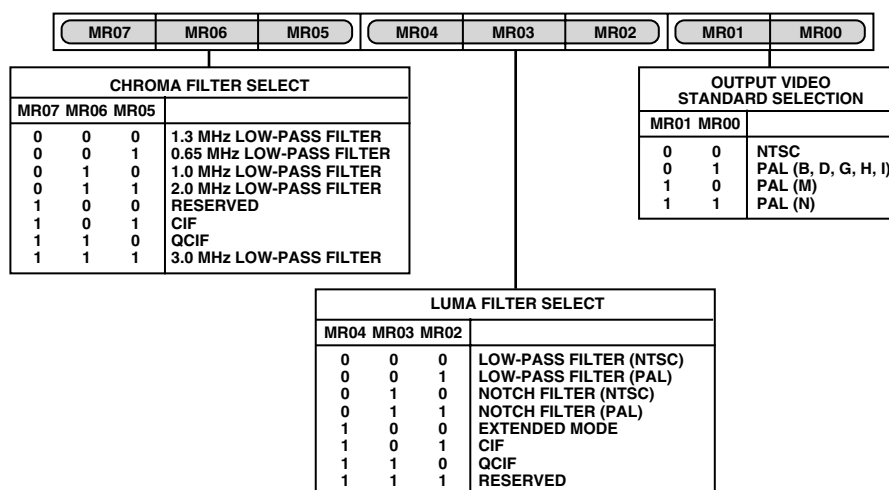 MR07 MR06 MR05 MR04 MR03 MR02 MR01 MR00
CHROMA FILTER SELECT
MR07 MR06 MR05
0 0 0 1.3 MHz LOW-PASS FILTER
0 0 1 0.65 MHz LOW-PASS FILTER
0 1 0 1.0 MHz LOW-PASS FILTER
0 1 1 2.0 MHz LOW-PASS FILTER
1 0 0 RESERVED
1 0 1 CIF
1 1 0 QCIF
1 1 1 3.0 MHz LOW-PASS FILTER
OUTPUT VIDEO
STANDARD SELECTION
MR01 MR00
0 0 NTSC
0 1 PAL (B, D, G, H, I)
1 0 PAL (M)
1 1 PAL (N)
LUMA FILTER SELECT
MR04 MR03 MR02
0 0 0 LOW-PASS FILTER (NTSC)
0 0 1 LOW-PASS FILTER (PAL)
0 1 0 NOTCH FILTER (NTSC)
0 1 1 NOTCH FILTER (PAL)
1 0 0 EXTENDED MODE
1 0 1 CIF
1 1 0 QCIF
1 1 1 RESERVED